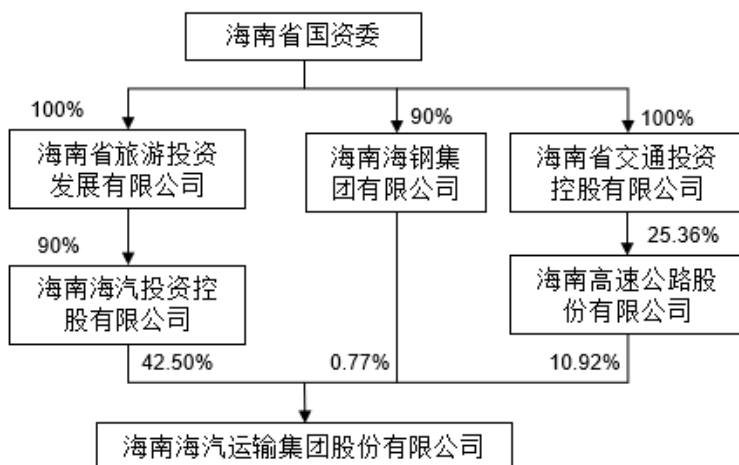 海南省国资委
100%
90%
100%
海南省旅游投资
发展有限公司
海南海钢集
团有限公司
海南省交通投资
控股有限公司
90%
25.36%
海南海汽投资控
股有限公司
海南高速公路股
份有限公司
42.50%
0.77%
10.92%
海南海汽运输集团股份有限公司